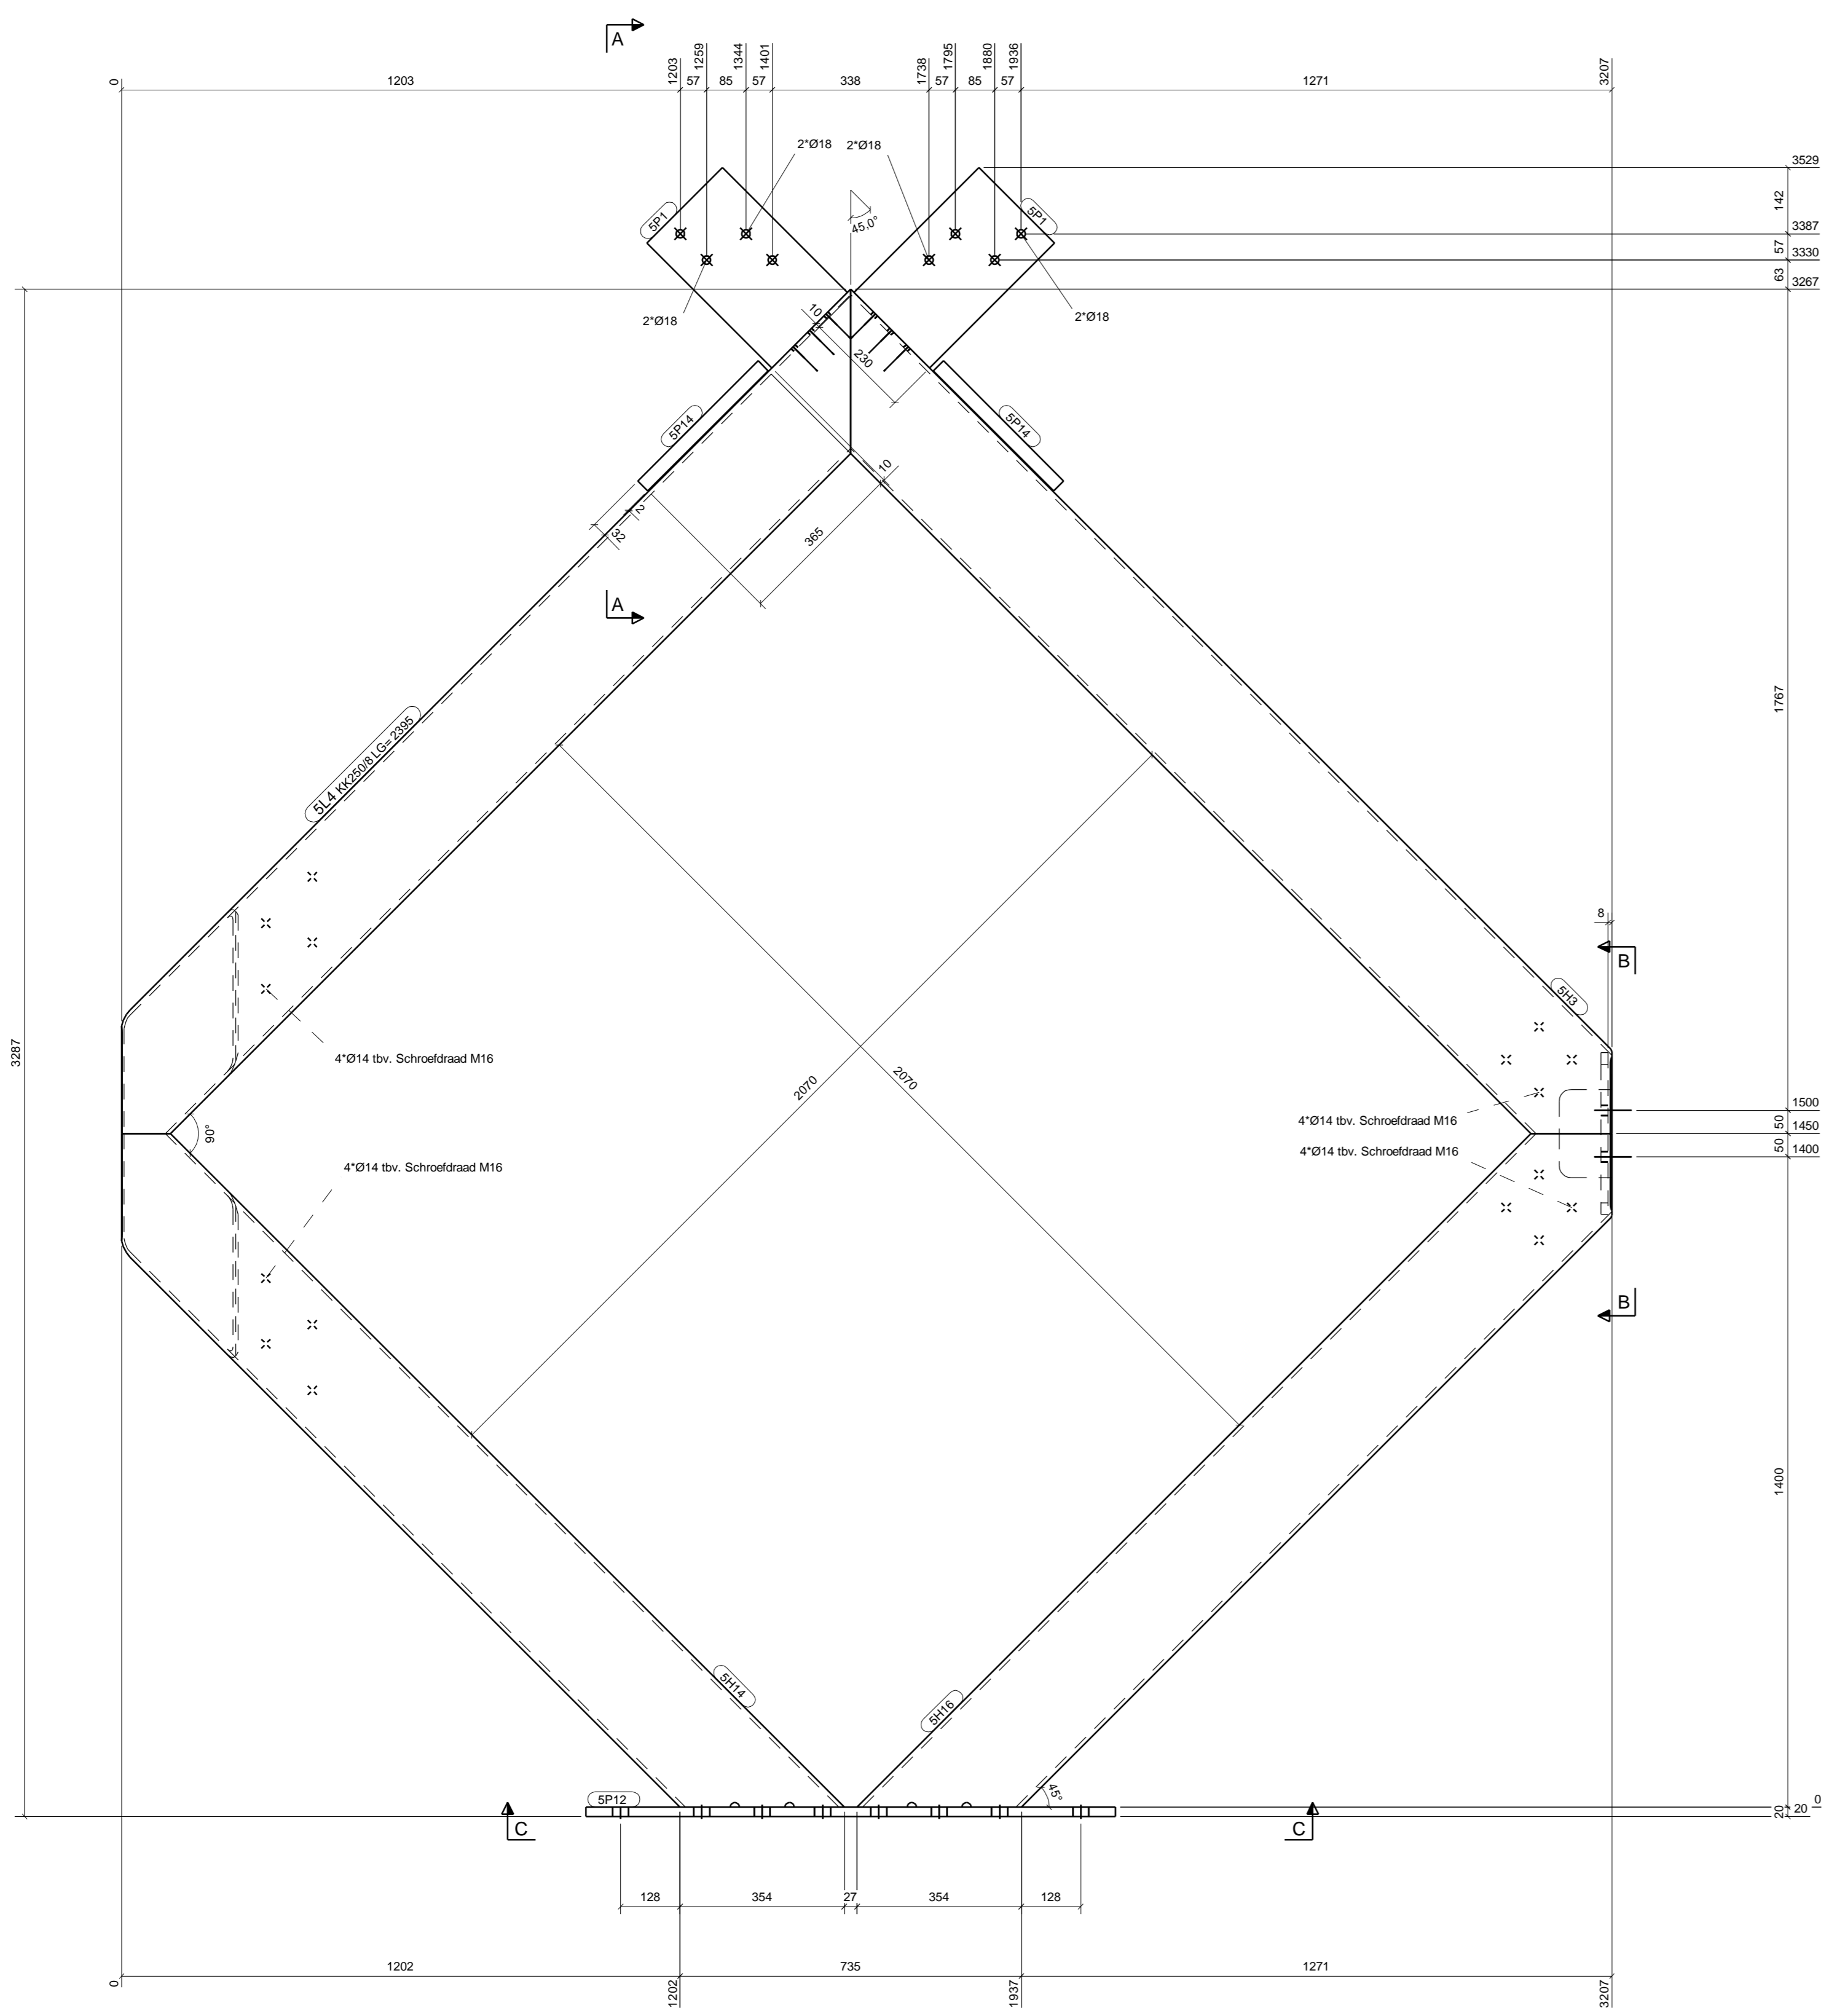 A
0
1203
1203
57
1259
85
1344
57
1401
338
1738
57
1795
85
1880
57
1936
1271
3207
2*Ø18
2*Ø18
3529
142
3387
57
3330
63
3267
5P1
5P1
45,0°
2*Ø18
2*Ø18
10
230
5P14
5P14
10
2
32
365
A
1767
5L4 KK250/8 LG= 2395
8
B
5H3
3287
4*Ø14 tbv. Schroefdraad M16
2070
2070
4*Ø14 tbv. Schroefdraad M16
1500
50
1450
50
1400
90°
4*Ø14 tbv. Schroefdraad M16
4*Ø14 tbv. Schroefdraad M16
B
1400
5H14
5H16
5P12
45°
0
20
20
C
C
128
354
27
354
128
0
1202
1202
735
1937
1271
3207